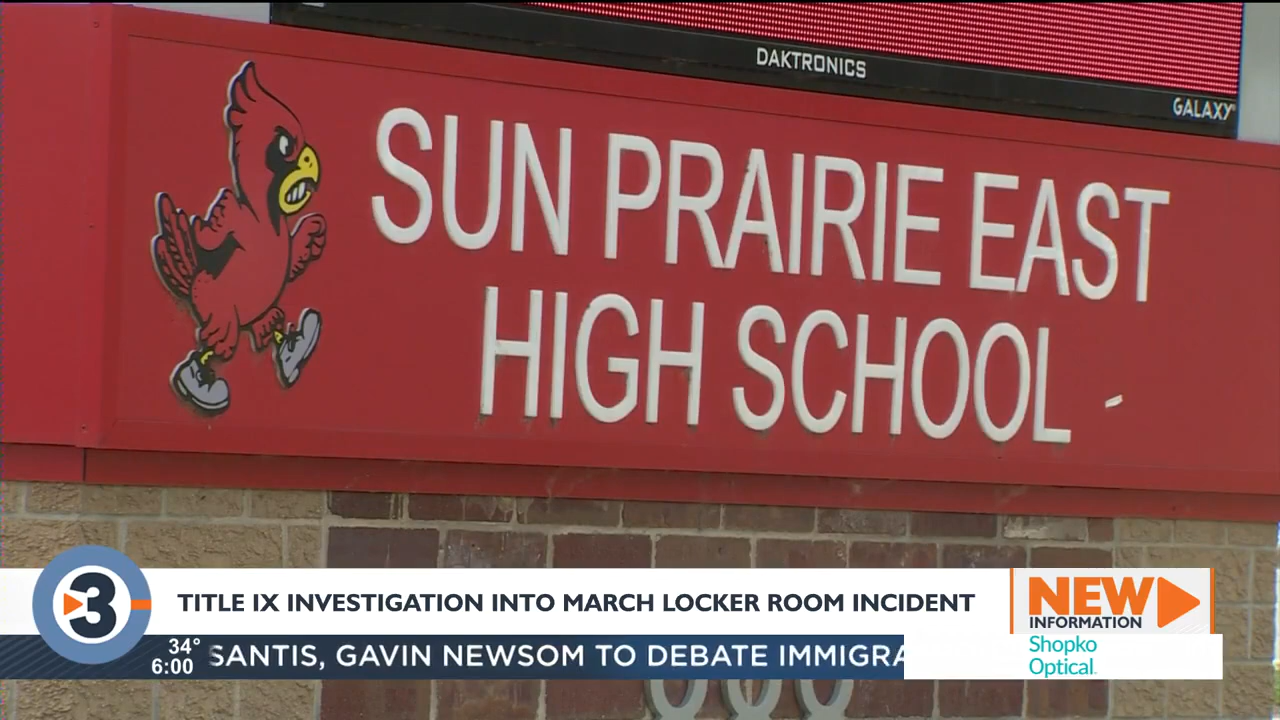 DAKTRONICS
GALAXY
SUN PRAIRIE EAST
HIGH SCHOOL
3
TITLE IX INVESTIGATION INTO MARCH LOCKER ROOM INCIDENT
NEW
INFORMATION
34°
6:00
SANTIS, GAVIN NEWSOM TO DEBATE IMMIGRA
Shopko
Optical